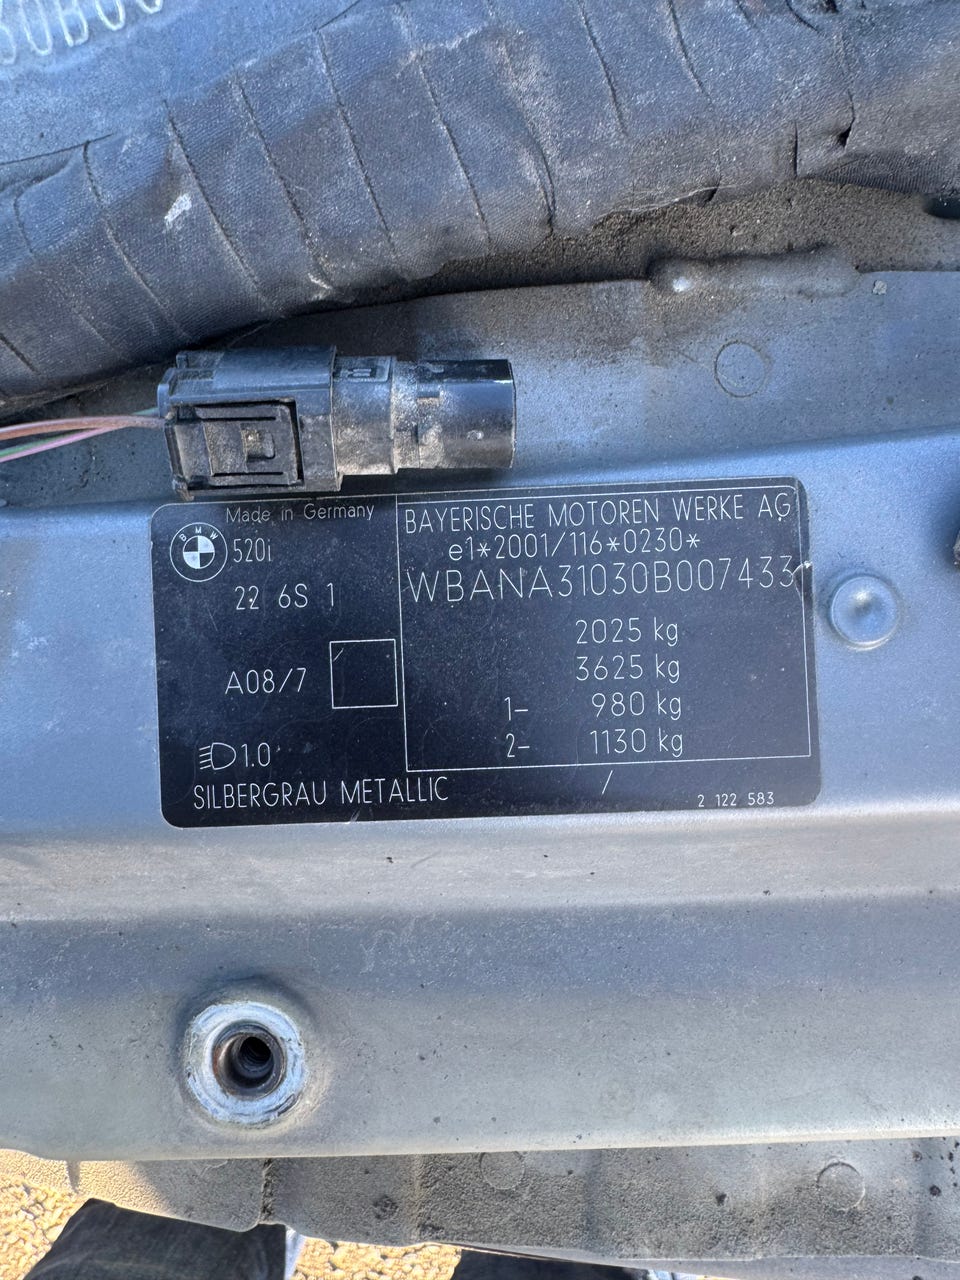 Made in Germany
BMW
520i
22 6S 1
A08/7
1.0
SILBERGRAU METALLIC
BAYERISCHE MOTOREN WERKE AG
e1*2001/116*0230*
WBANA31030B007433
2025 kg
3625 kg
1- 980 kg
2- 1130 kg
/
2 122 583